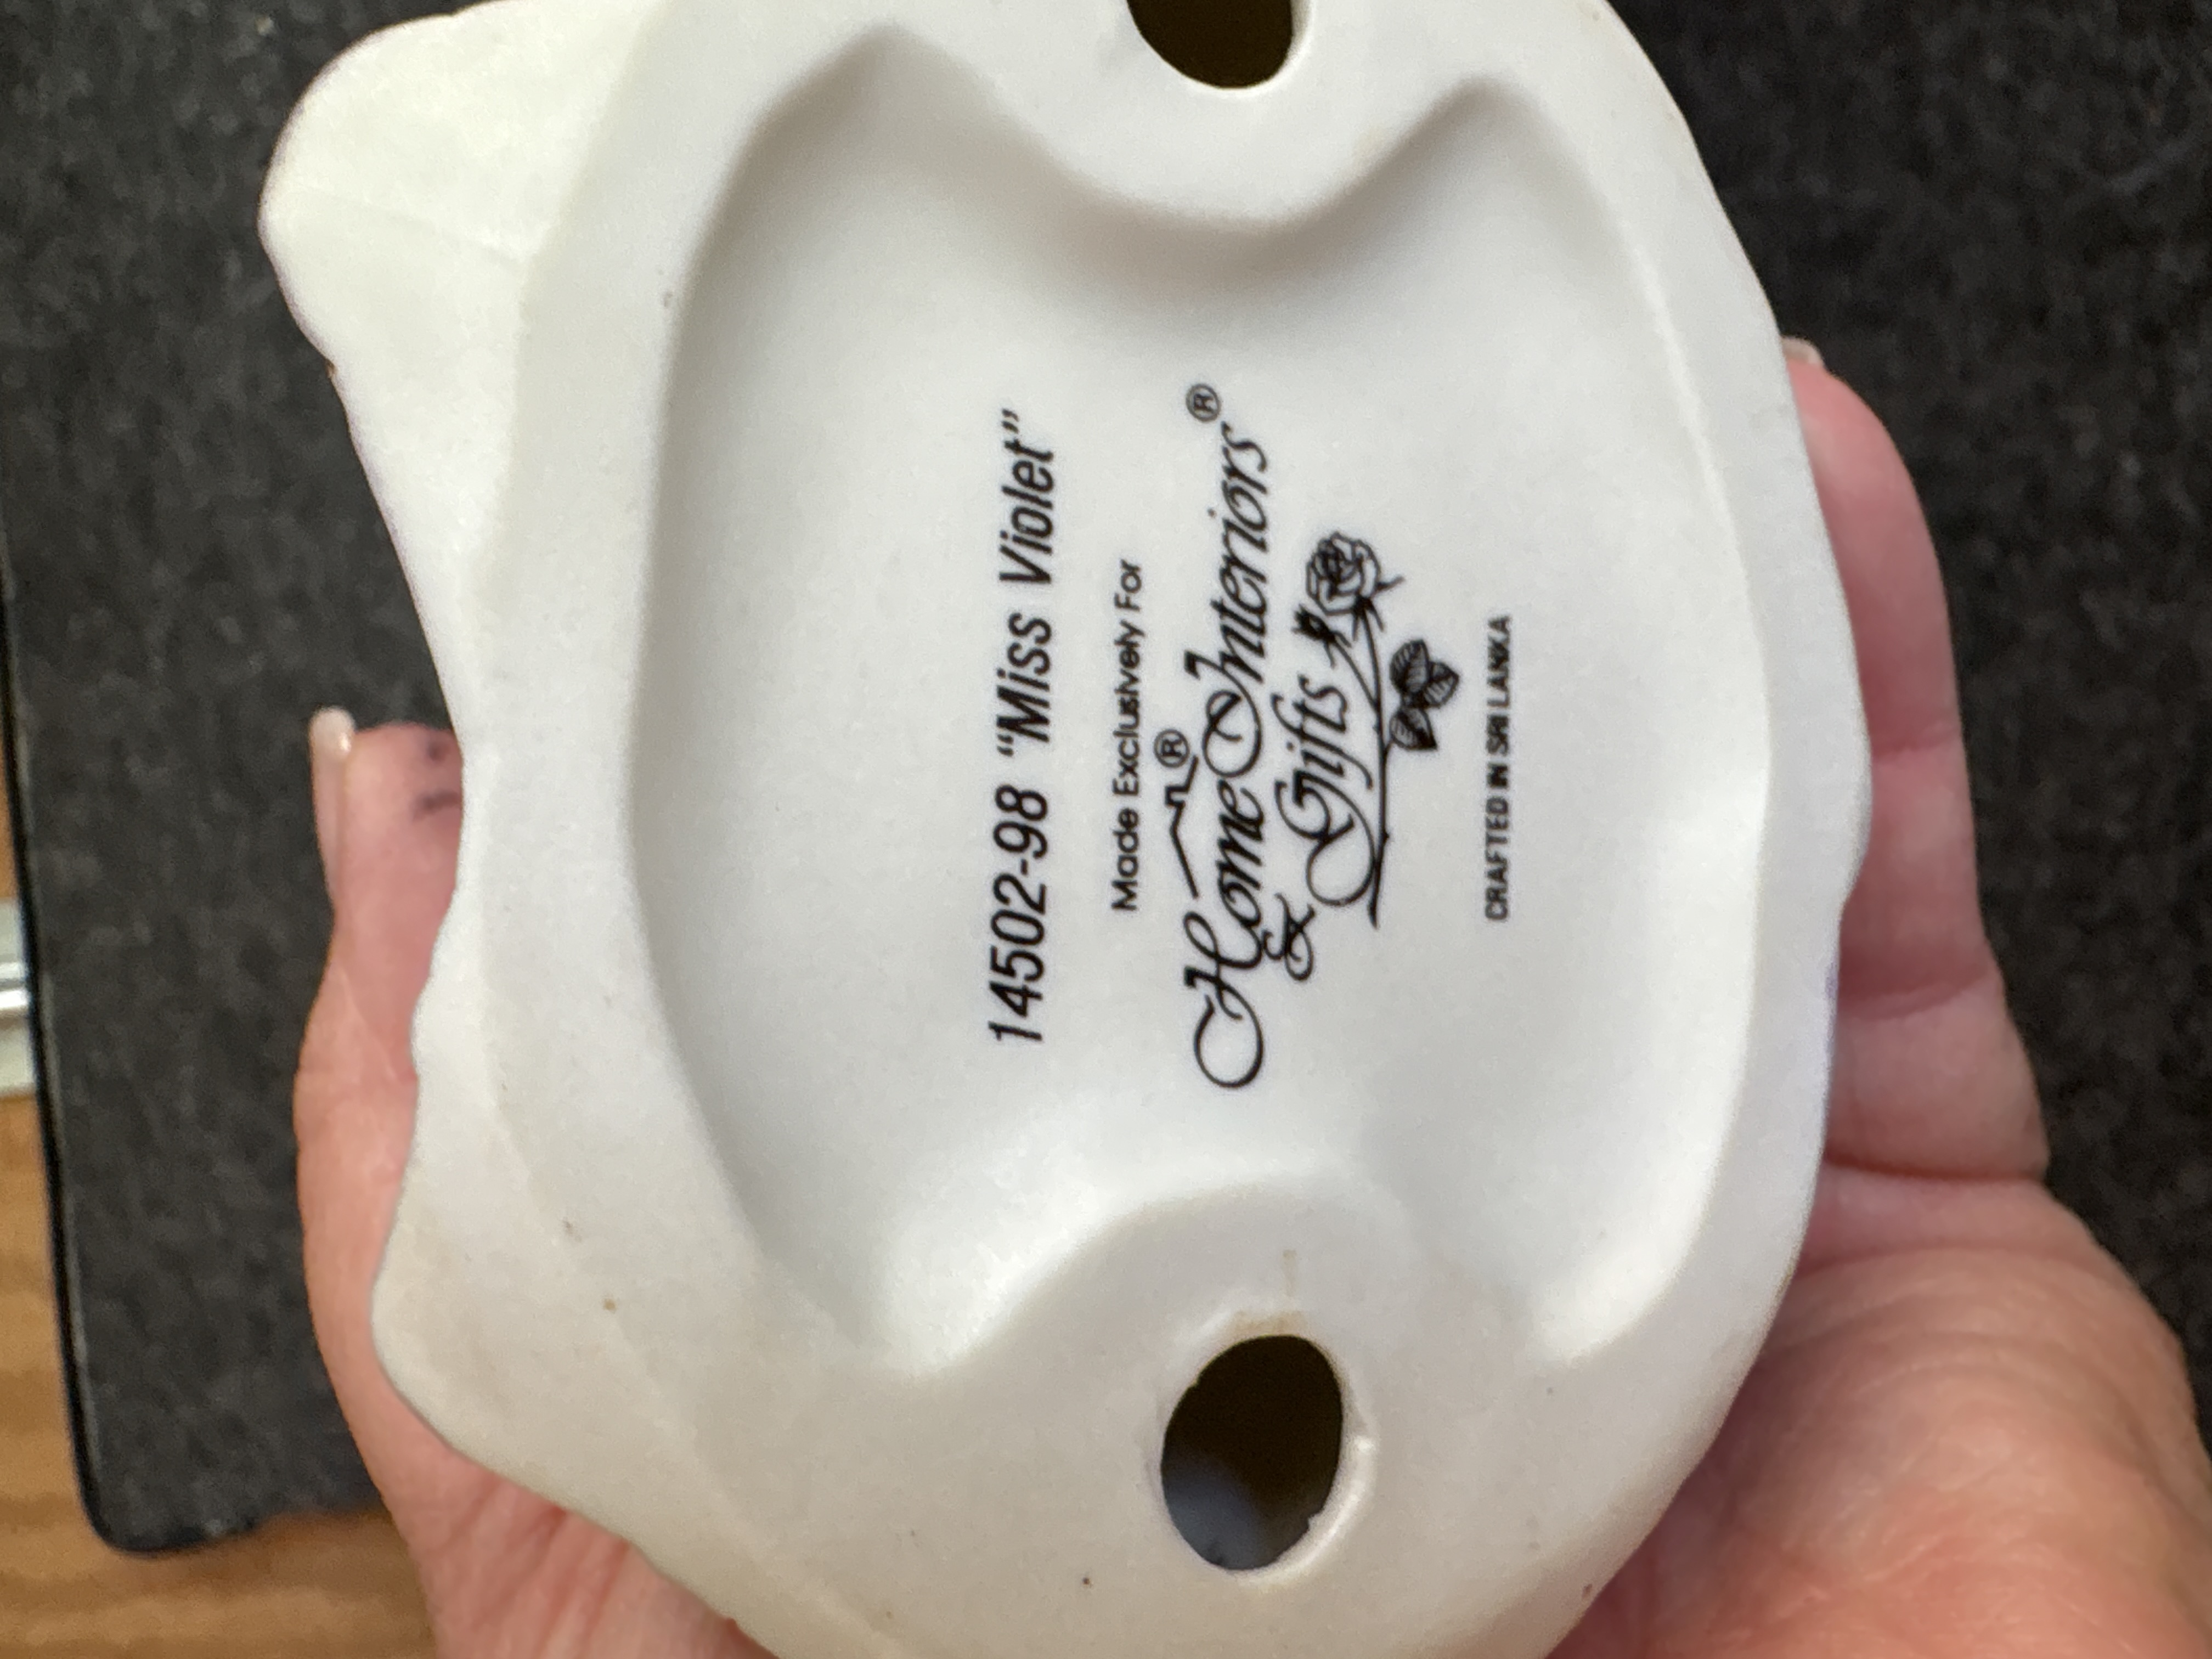 14502-98 “Miss Violet”
Made Exclusively For
®
Home Interiors®
& Gifts
CRAFTED IN SRI LANKA